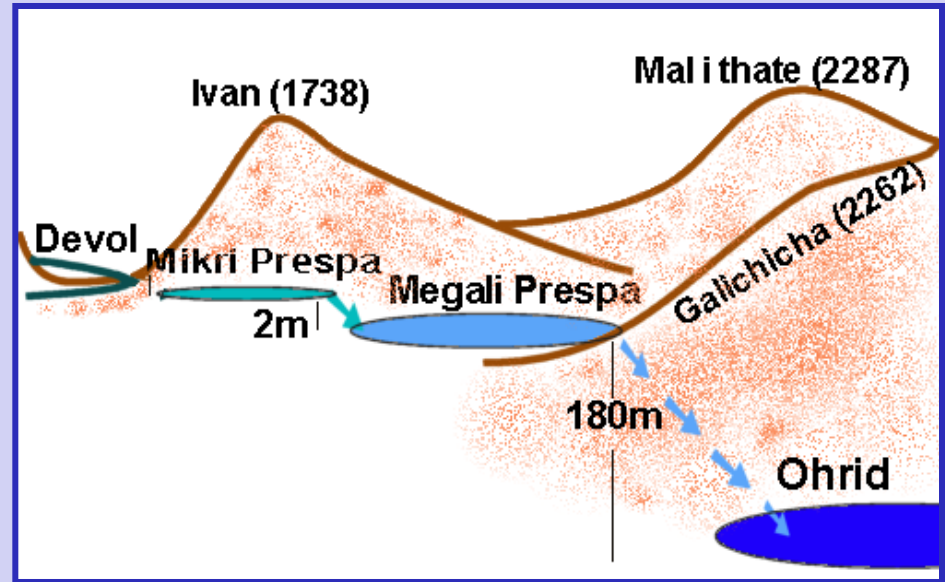 Mal i thate (2287)
Ivan (1738)
Galichicha (2262)
Devol
Mikri Prespa
Megali Prespa
2m
180m
Ohrid